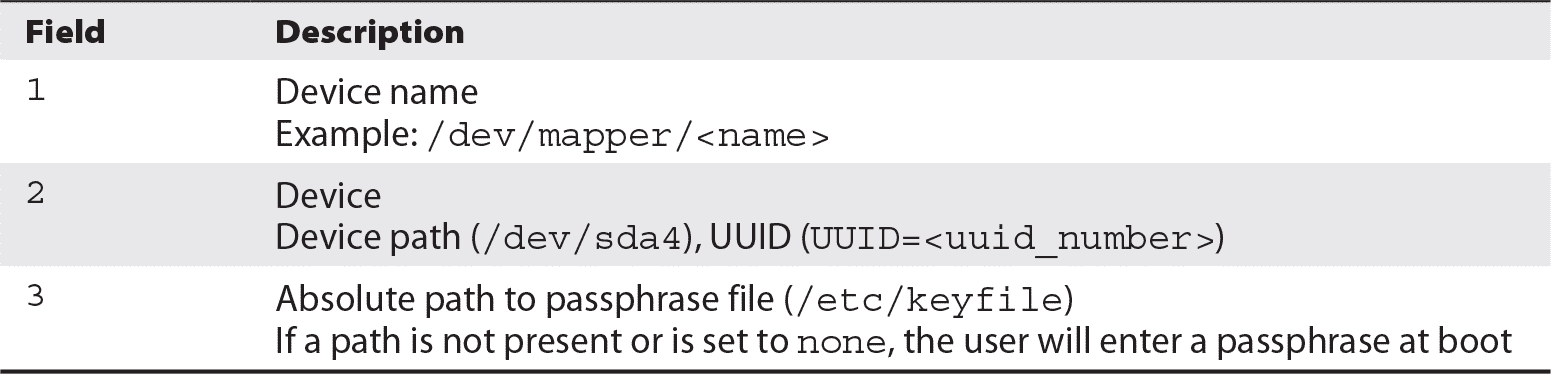 Field Description
1 Device name
Example: /dev/mapper/<name>
2 Device
Device path (/dev/sda4), UUID (UUID=<uuid_number>)
3 Absolute path to passphrase file (/etc/keyfile)
If a path is not present or is set to none, the user will enter a passphrase at boot